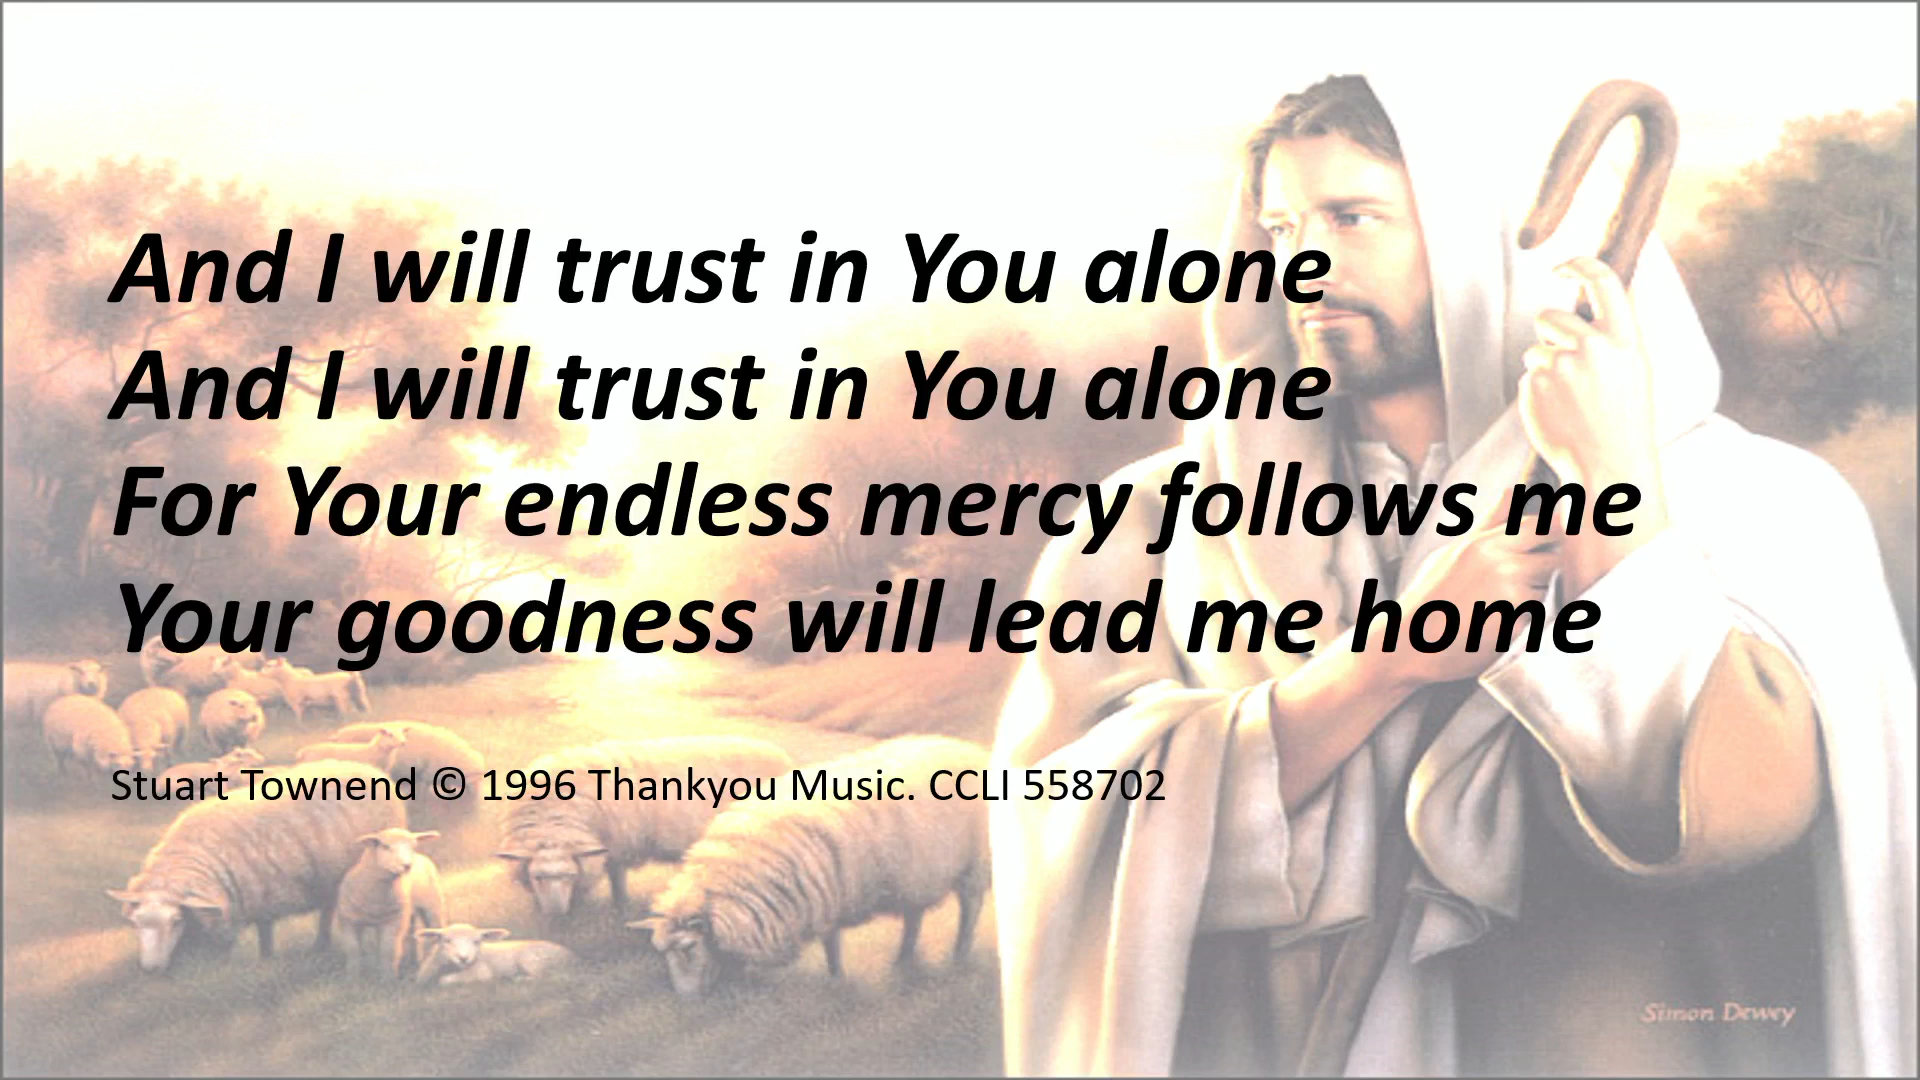 And I will trust in You alone
And I will trust in You alone
For Your endless mercy follows me
Your goodness will lead me home
Stuart Townend © 1996 Thankyou Music. CCLI 558702
Simon Dewey